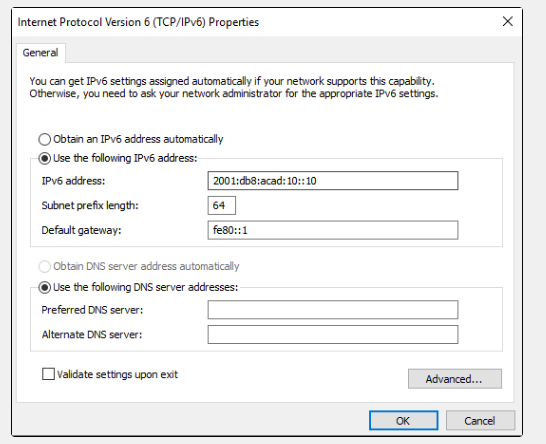 Internet Protocol Version 6 (TCP/IPv6) Properties
General
You can get IPv6 settings assigned automatically if your network supports this capability.
Otherwise, you need to ask your network administrator for the appropriate IPv6 settings.
Obtain an IPv6 address automatically
Use the following IPv6 address:
IPv6 address: 2001:db8:acad:10::10
Subnet prefix length: 64
Default gateway: fe80::1
Obtain DNS server address automatically
Use the following DNS server addresses:
Preferred DNS server:
Alternate DNS server:
Validate settings upon exit
Advanced...
OK Cancel